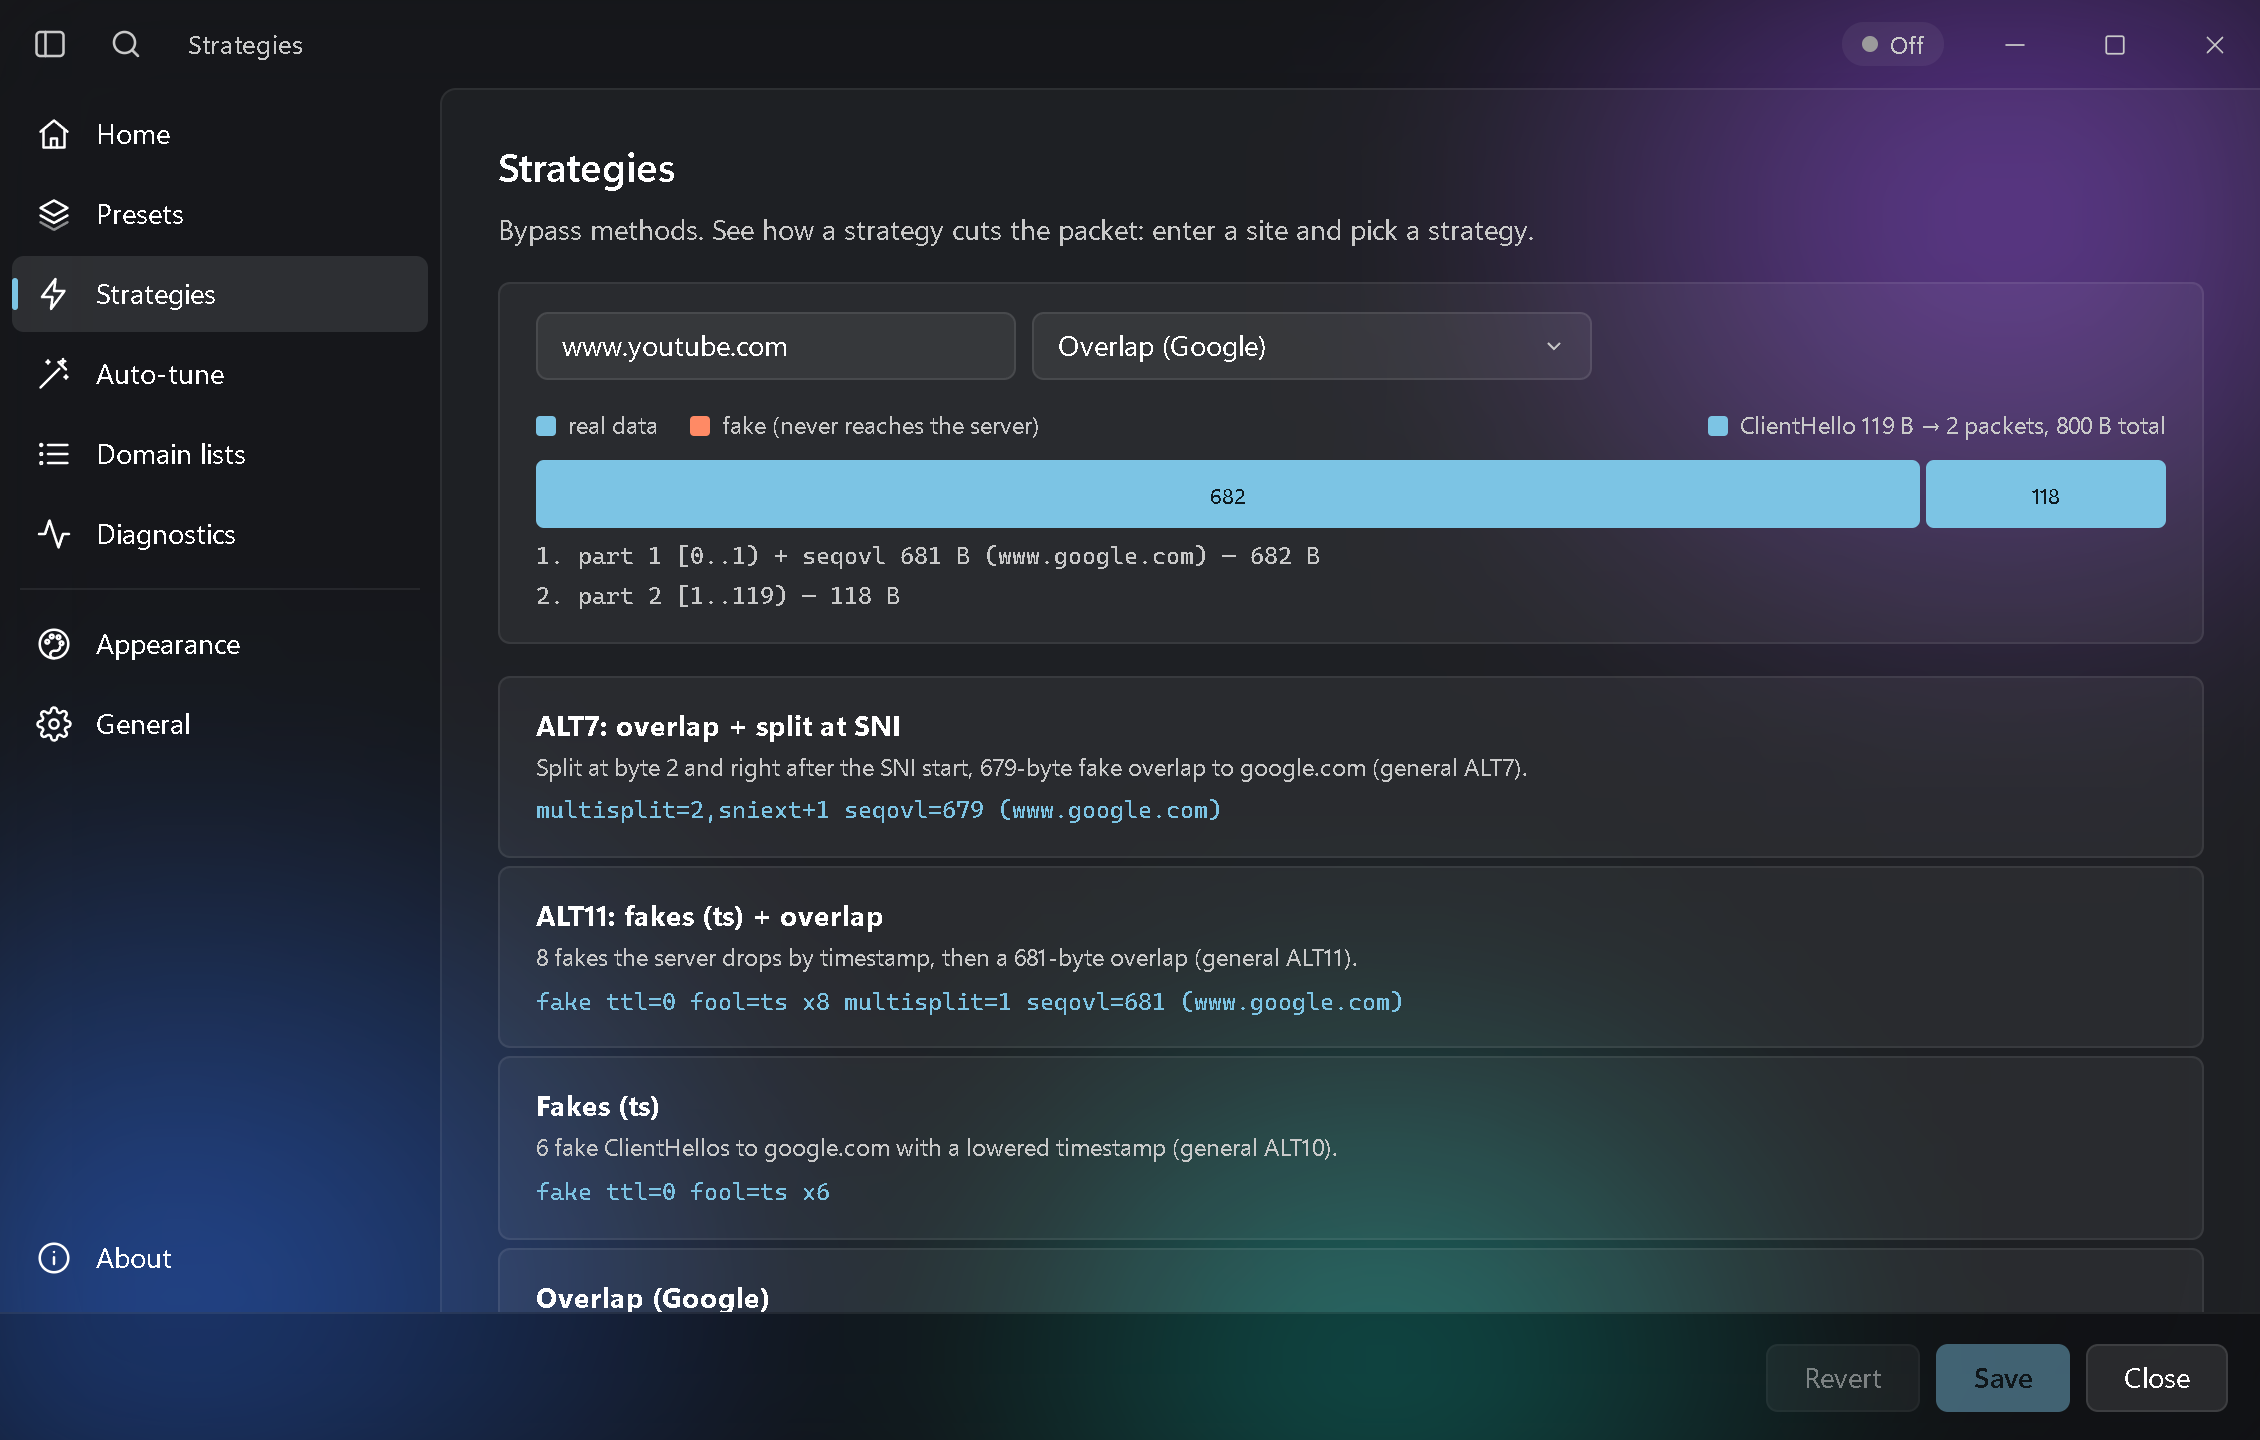 Strategies
Off
Home
Presets
Strategies
Auto-tune
Domain lists
Diagnostics
Appearance
General
About
Strategies
Bypass methods. See how a strategy cuts the packet: enter a site and pick a strategy.
www.youtube.com
Overlap (Google)
real data
fake (never reaches the server)
ClientHello 119 B → 2 packets, 800 B total
682
118
1. part 1 [0..1) + seqovl 681 B (www.google.com) — 682 B
2. part 2 [1..119) — 118 B
ALT7: overlap + split at SNI
Split at byte 2 and right after the SNI start, 679-byte fake overlap to google.com (general ALT7).
multisplit=2,sniext+1 seqovl=679 (www.google.com)
ALT11: fakes (ts) + overlap
8 fakes the server drops by timestamp, then a 681-byte overlap (general ALT11).
fake ttl=0 fool=ts x8 multisplit=1 seqovl=681 (www.google.com)
Fakes (ts)
6 fake ClientHellos to google.com with a lowered timestamp (general ALT10).
fake ttl=0 fool=ts x6
Overlap (Google)
Revert
Save
Close